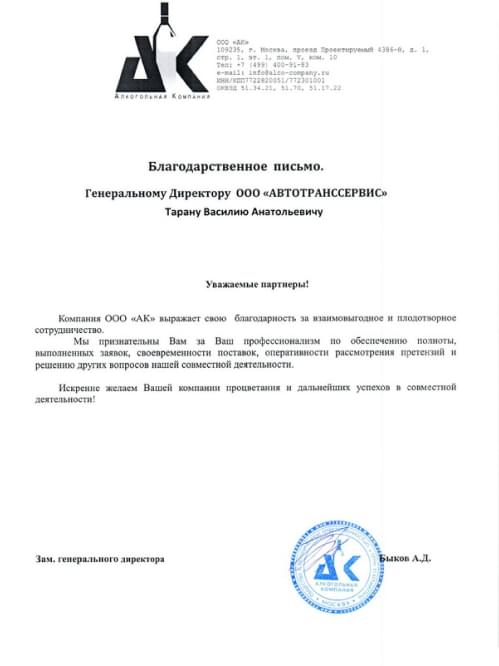 АК
Алкогольная Компания
ООО «АК»
109235, г. Москва, проезд Проектируемый 4386-й, д. 1,
стр. 1, эт. 1, пом. V, ком. 10
Тел: +7 (499) 400-91-83
e-mail: info@alco-company.ru
ИНН/КПП7722820051/772301001
ОКВЭД 51.34.21, 51.70, 51.17.22
Благодарственное письмо.
Генеральному Директору ООО «АВТОТРАНССЕРВИС»
Тарану Василию Анатольевичу
Уважаемые партнеры!
Компания ООО «АК» выражает свою благодарность за взаимовыгодное и плодотворное
сотрудничество.
Мы признательны Вам за Ваш профессионализм по обеспечению полноты,
выполненных заявок, своевременности поставок, оперативности рассмотрения претензий и
решению других вопросов нашей совместной деятельности.
Искренне желаем Вашей компании процветания и дальнейших успехов в совместной
деятельности!
Зам. генерального директора
Быков А.Д.
АК
АЛКОГОЛЬНАЯ
КОМПАНИЯ
МОСКВА